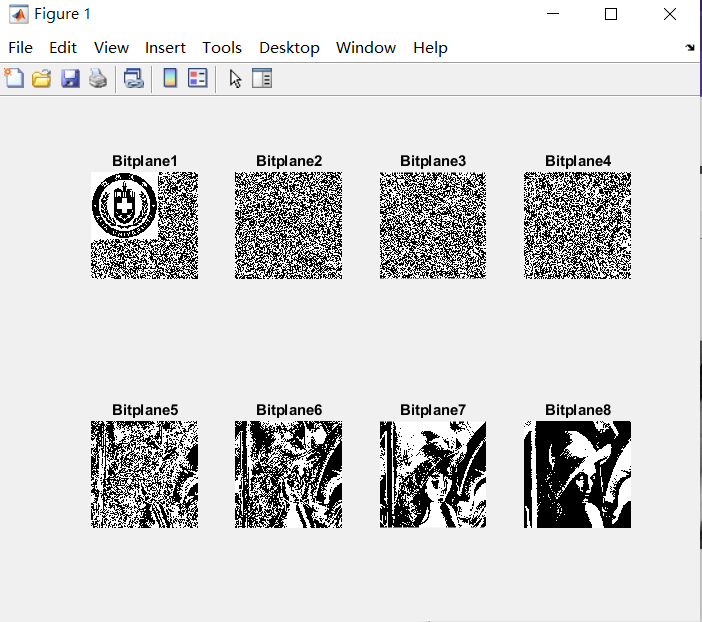 Figure 1
File Edit View Insert Tools Desktop Window Help
Bitplane1 Bitplane2 Bitplane3 Bitplane4
Bitplane5 Bitplane6 Bitplane7 Bitplane8